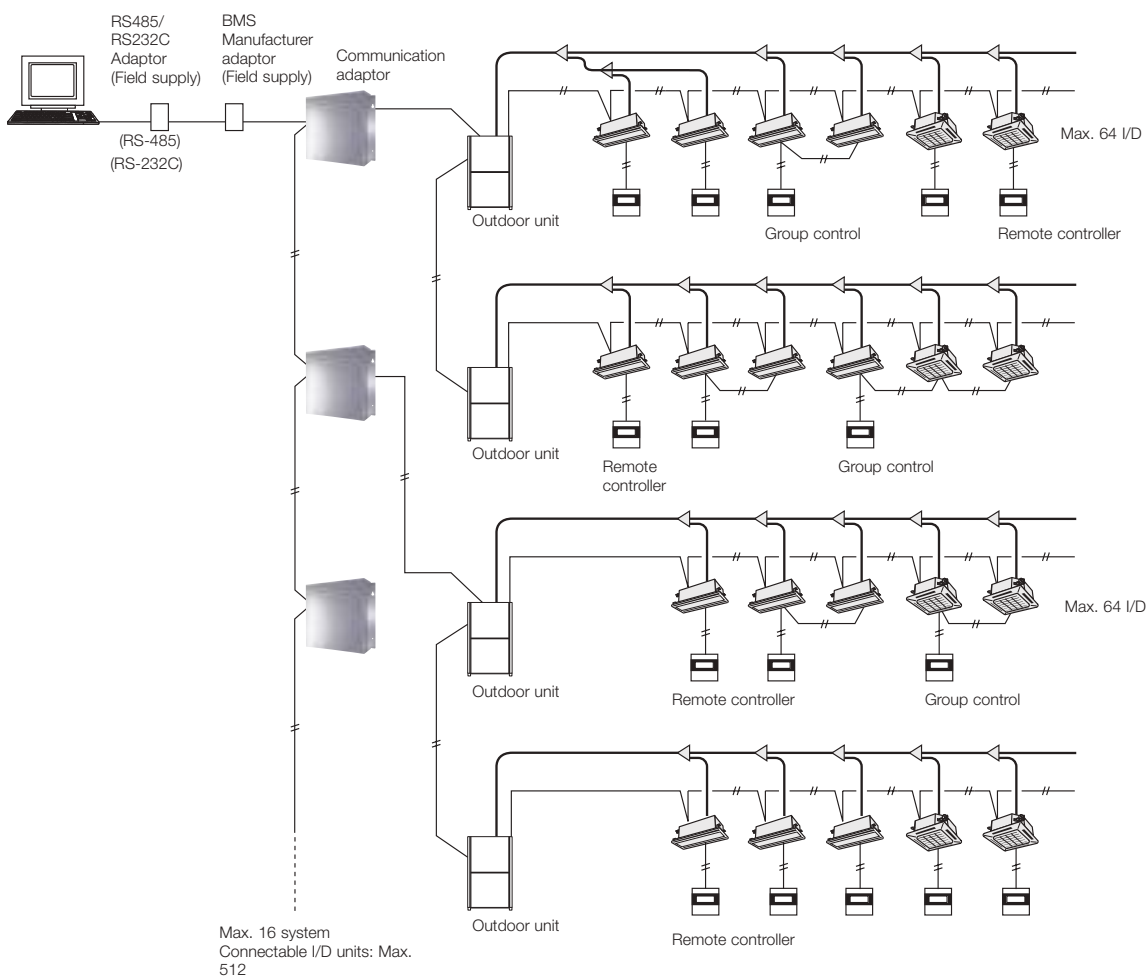 RS485/
RS232C
Adaptor
(Field supply)
BMS
Manufacturer
adaptor
(Field supply)
Communication
adaptor
(RS-485)
(RS-232C)
Max. 64 I/D
Outdoor unit
Group control
Remote controller
Outdoor unit
Remote
controller
Group control
Max. 64 I/D
Outdoor unit
Remote controller
Group control
Outdoor unit
Remote controller
Max. 16 system
Connectable I/D units: Max.
512